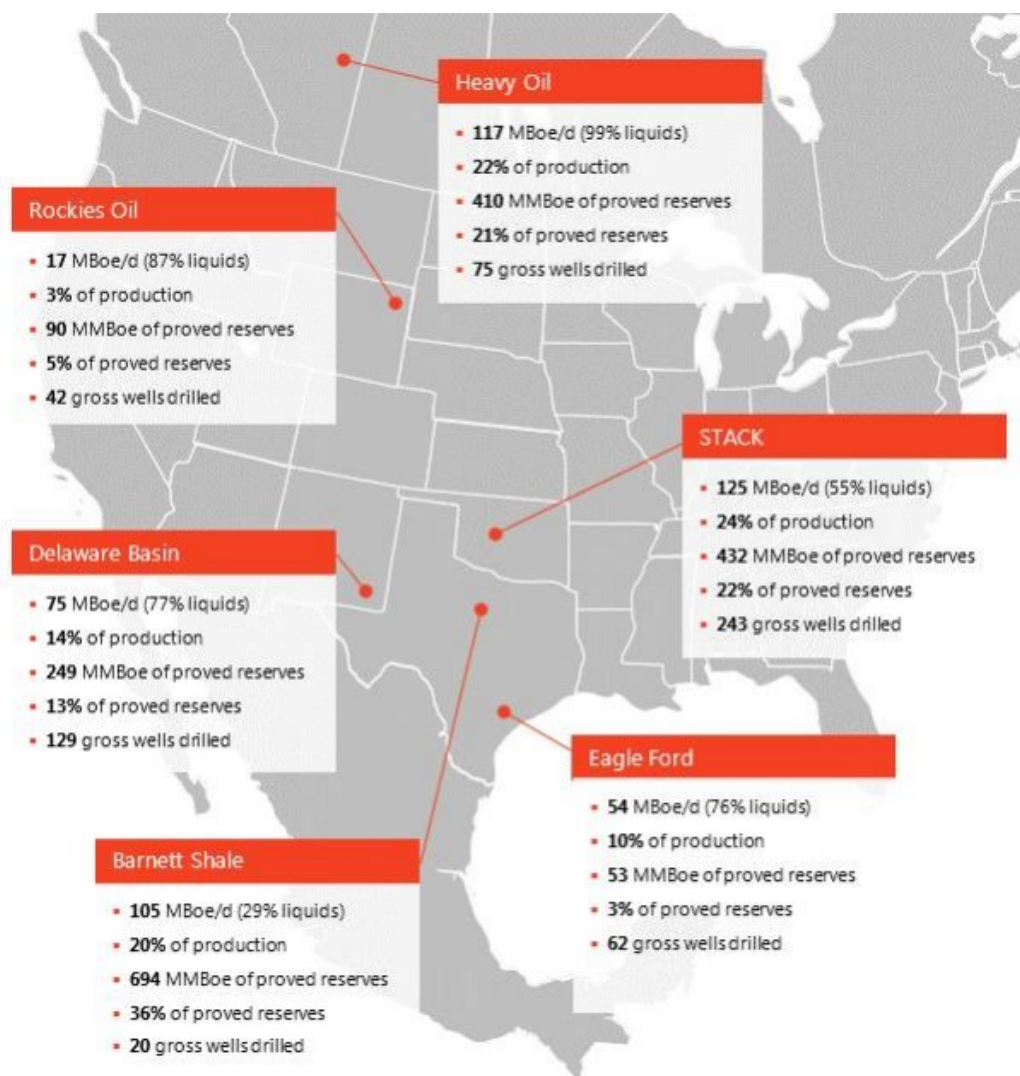 Heavy Oil
▪ 117 MBoe/d (99% liquids)
▪ 22% of production
▪ 410 MMBoe of proved reserves
▪ 21% of proved reserves
▪ 75 gross wells drilled
Rockies Oil
▪ 17 MBoe/d (87% liquids)
▪ 3% of production
▪ 90 MMBoe of proved reserves
▪ 5% of proved reserves
▪ 42 gross wells drilled
STACK
▪ 125 MBoe/d (55% liquids)
▪ 24% of production
▪ 432 MMBoe of proved reserves
▪ 22% of proved reserves
▪ 243 gross wells drilled
Delaware Basin
▪ 75 MBoe/d (77% liquids)
▪ 14% of production
▪ 249 MMBoe of proved reserves
▪ 13% of proved reserves
▪ 129 gross wells drilled
Eagle Ford
▪ 54 MBoe/d (76% liquids)
▪ 10% of production
▪ 53 MMBoe of proved reserves
▪ 3% of proved reserves
▪ 62 gross wells drilled
Barnett Shale
▪ 105 MBoe/d (29% liquids)
▪ 20% of production
▪ 694 MMBoe of proved reserves
▪ 36% of proved reserves
▪ 20 gross wells drilled